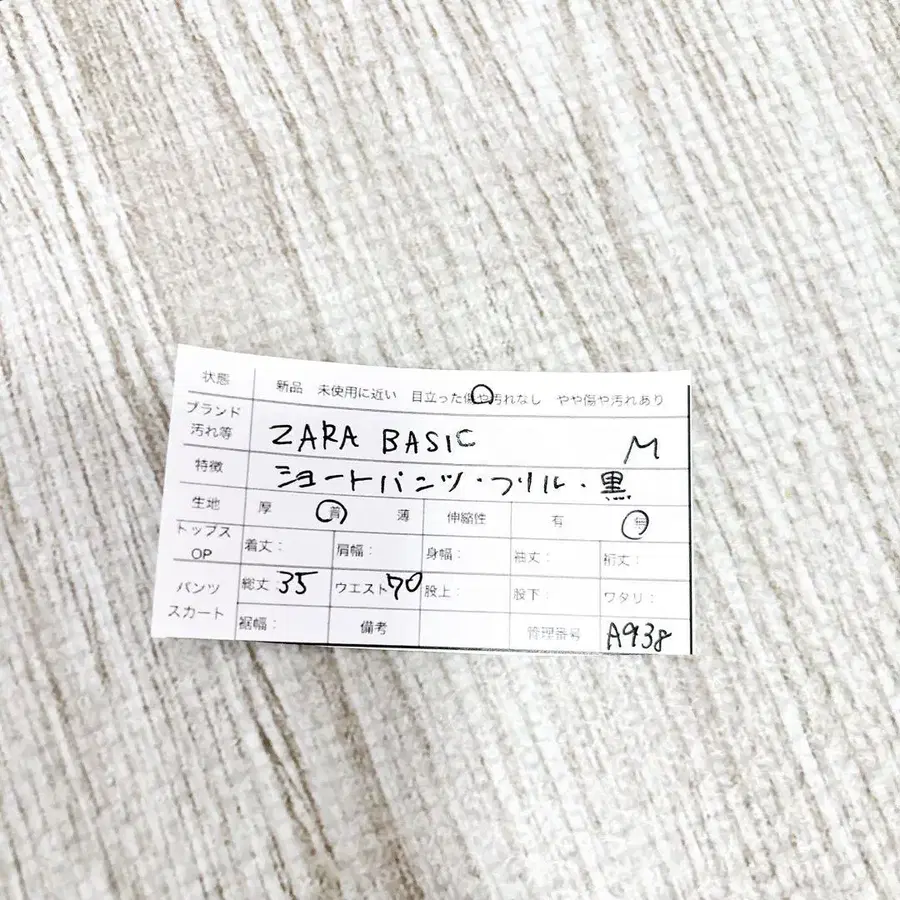 状態 新品 未使用に近い 目立った傷や汚れなし やや傷や汚れあり
ブランド 汚れ等 ZARA BASIC M
特徴 ショートパンツ・フリル・黒
生地 厚 普 薄 伸縮性 有 無
トップス OP 着丈: 肩幅: 身幅: 袖丈: 裄丈:
パンツ 総丈:35 ウエスト70 股上: 股下: ワタリ:
スカート 裾幅: 備考 管理番号 A938